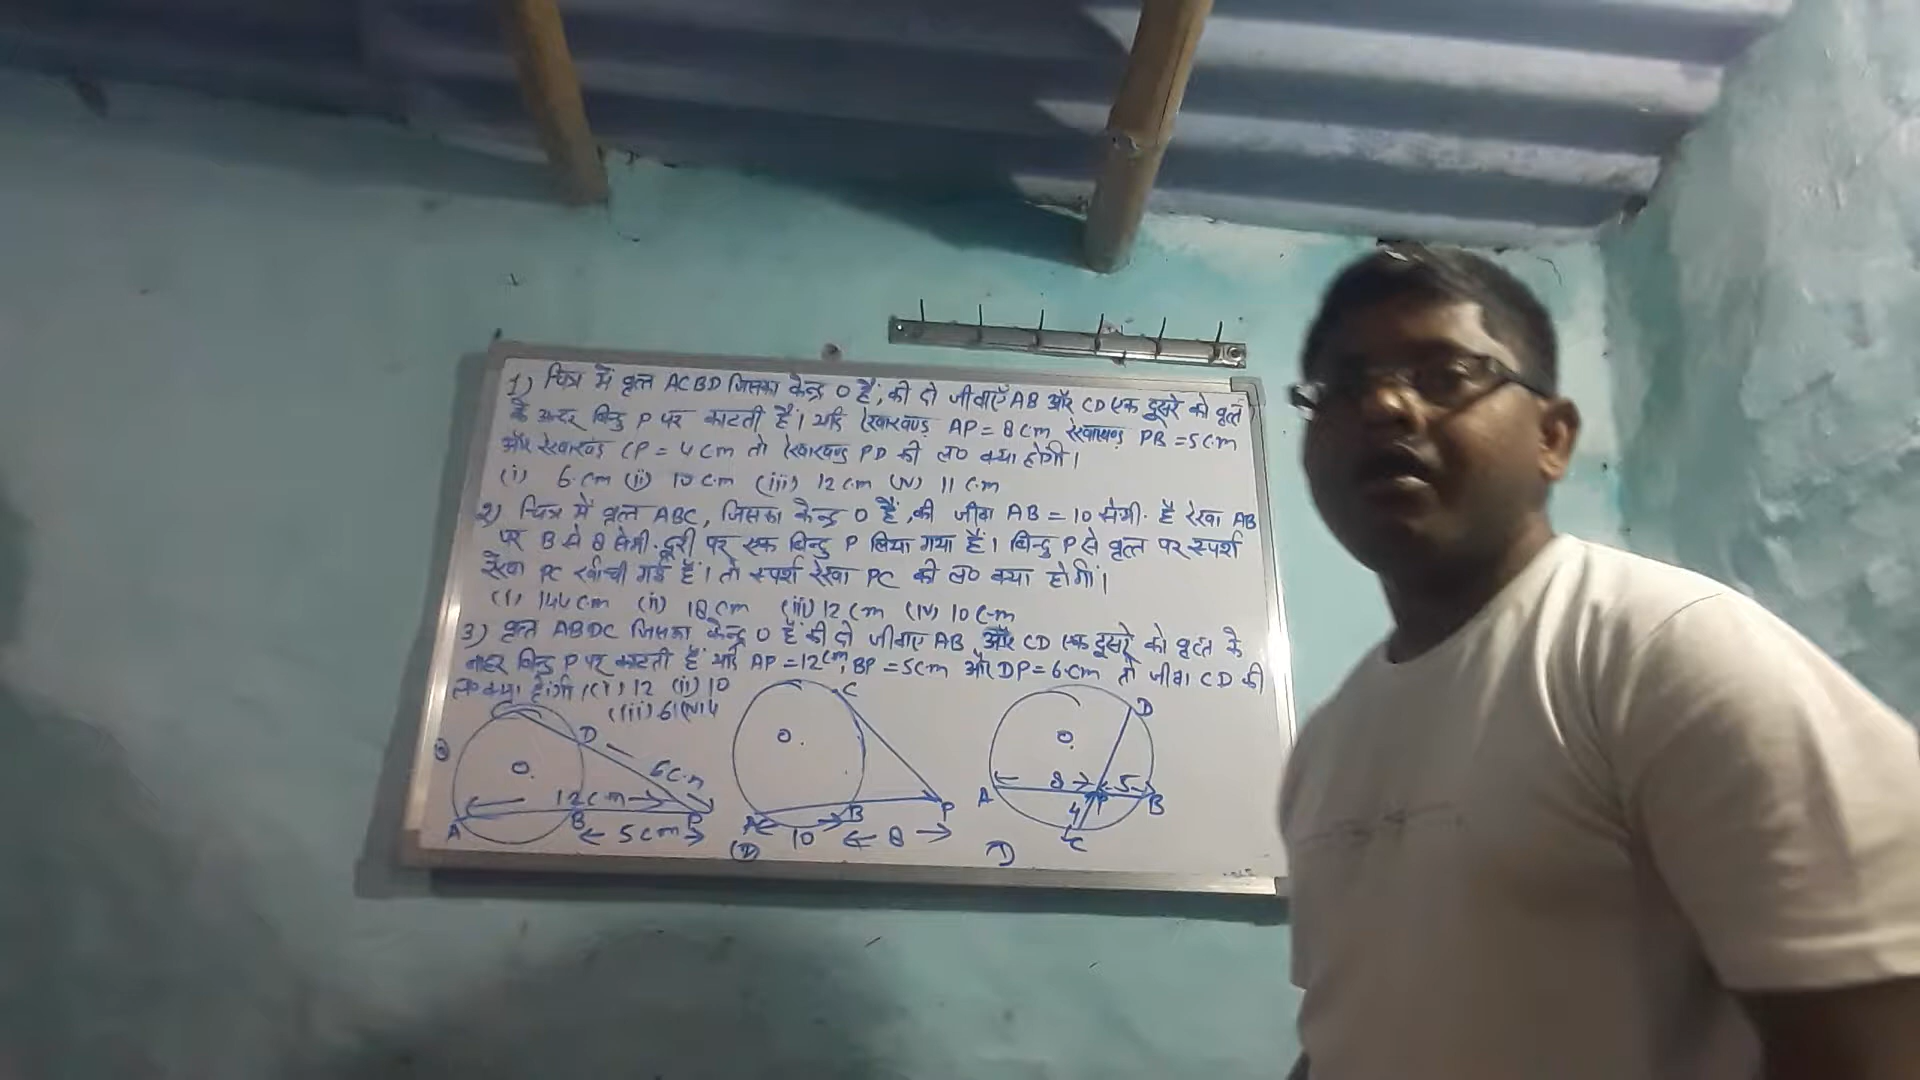 1) चित्र में वृत्त ACBD जिसका केन्द्र O है, की दो जीवाएँ AB और CD एक दूसरे को वृत्त
के अन्दर बिन्दु P पर काटती हैं। यदि रेखाखण्ड AP = 8 cm रेखाखण्ड PB = 5 cm
और रेखाखंड CP = 4 cm तो रेखाखण्ड PD की ल० क्या होगी।
(i) 6 cm (ii) 10 cm (iii) 12 cm (iv) 11 cm
2) चित्र में वृत्त ABC, जिसका केन्द्र O है, की जीवा AB = 10 सेमी. है रेखा AB
पर B से 8 सेमी. दूरी पर एक बिन्दु P लिया गया है। बिन्दु P से वृत्त पर स्पर्श
रेखा PC खींची गई है। तो स्पर्श रेखा PC की ल० क्या होगी।
(i) 144 cm (ii) 18 cm (iii) 12 cm (iv) 10 cm
3) वृत्त ABDC जिसका केन्द्र O है की दो जीवाए AB और CD एक दूसरे को वृत्त के
बाहर बिन्दु P पर काटती है यदि AP = 12 cm, BP = 5 cm और DP = 6 cm तो जीवा CD की
ल० क्या होगी (i) 12 (ii) 10
(iii) 6 (iv) 4
C D 6 cm O. 12 cm A B P 5 cm
C O. A B P 10 8 (2)
D O. 8 5 A P B 4 C 1)